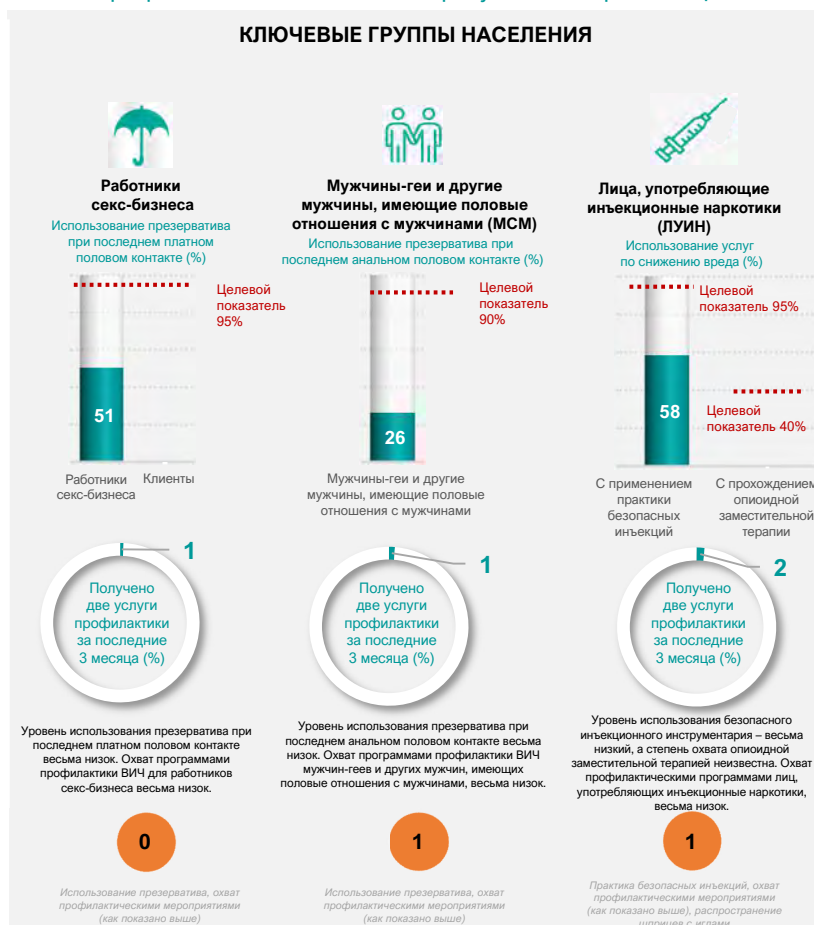 КЛЮЧЕВЫЕ ГРУППЫ НАСЕЛЕНИЯ
Работники
секс-бизнеса
Использование презерватива
при последнем платном
половом контакте (%)
Целевой
показатель
95%
51
Работники
секс-бизнеса
Клиенты
1
Получено
две услуги
профилактики
за последние
3 месяца (%)
Уровень использования презерватива при
последнем платном половом контакте
весьма низок. Охват программами
профилактики ВИЧ для работников
секс-бизнеса весьма низок.
0
Использование презерватива, охват
профилактическими мероприятиями
(как показано выше)
Мужчины-геи и другие
мужчины, имеющие половые
отношения с мужчинами (МСМ)
Использование презерватива при
последнем анальном половом контакте (%)
Целевой
показатель
90%
26
Мужчины-геи и другие
мужчины, имеющие половые
отношения с мужчинами
1
Получено
две услуги
профилактики
за последние
3 месяца (%)
Уровень использования презерватива при
последнем анальном половом контакте весьма
низок. Охват программами профилактики ВИЧ
мужчин-геев и других мужчин, имеющих
половые отношения с мужчинами, весьма низок.
1
Использование презерватива, охват
профилактическими мероприятиями
(как показано выше)
Лица, употребляющие
инъекционные наркотики
(ЛУИН)
Использование услуг
по снижению вреда (%)
Целевой
показатель 95%
58
Целевой
показатель 40%
С применением
практики
безопасных
инъекций
С прохождением
опиоидной
заместительной
терапии
2
Получено
две услуги
профилактики
за последние
3 месяца (%)
Уровень использования безопасного
инъекционного инструментария – весьма
низкий, а степень охвата опиоидной
заместительной терапией неизвестна. Охват
профилактическими программами лиц,
употребляющих инъекционные наркотики,
весьма низок.
1
Практика безопасных инъекций, охват
профилактическими мероприятиями
(как показано выше), распространение
шприцев с иглами